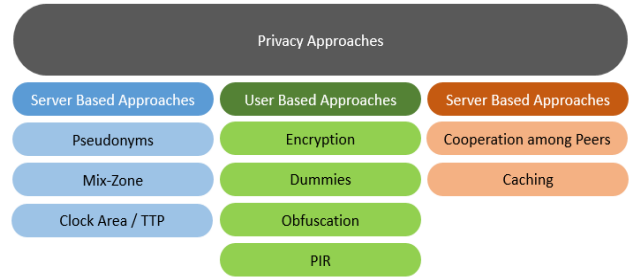 Privacy Approaches
Server Based Approaches
User Based Approaches
Server Based Approaches
Pseudonyms
Encryption
Cooperation among Peers
Mix-Zone
Dummies
Caching
Clock Area / TTP
Obfuscation
PIR